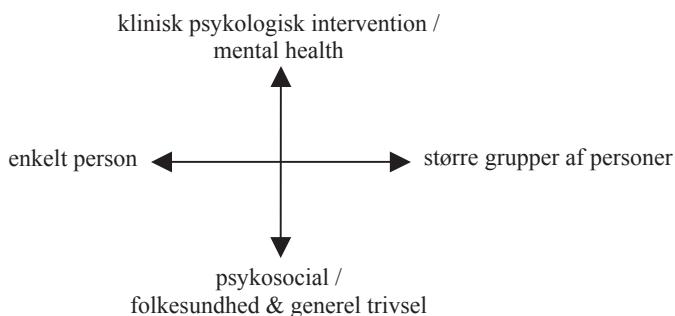 klinisk psykologisk intervention /
mental health
enkelt person
større grupper af personer
psykosocial /
folkesundhed & generel trivsel